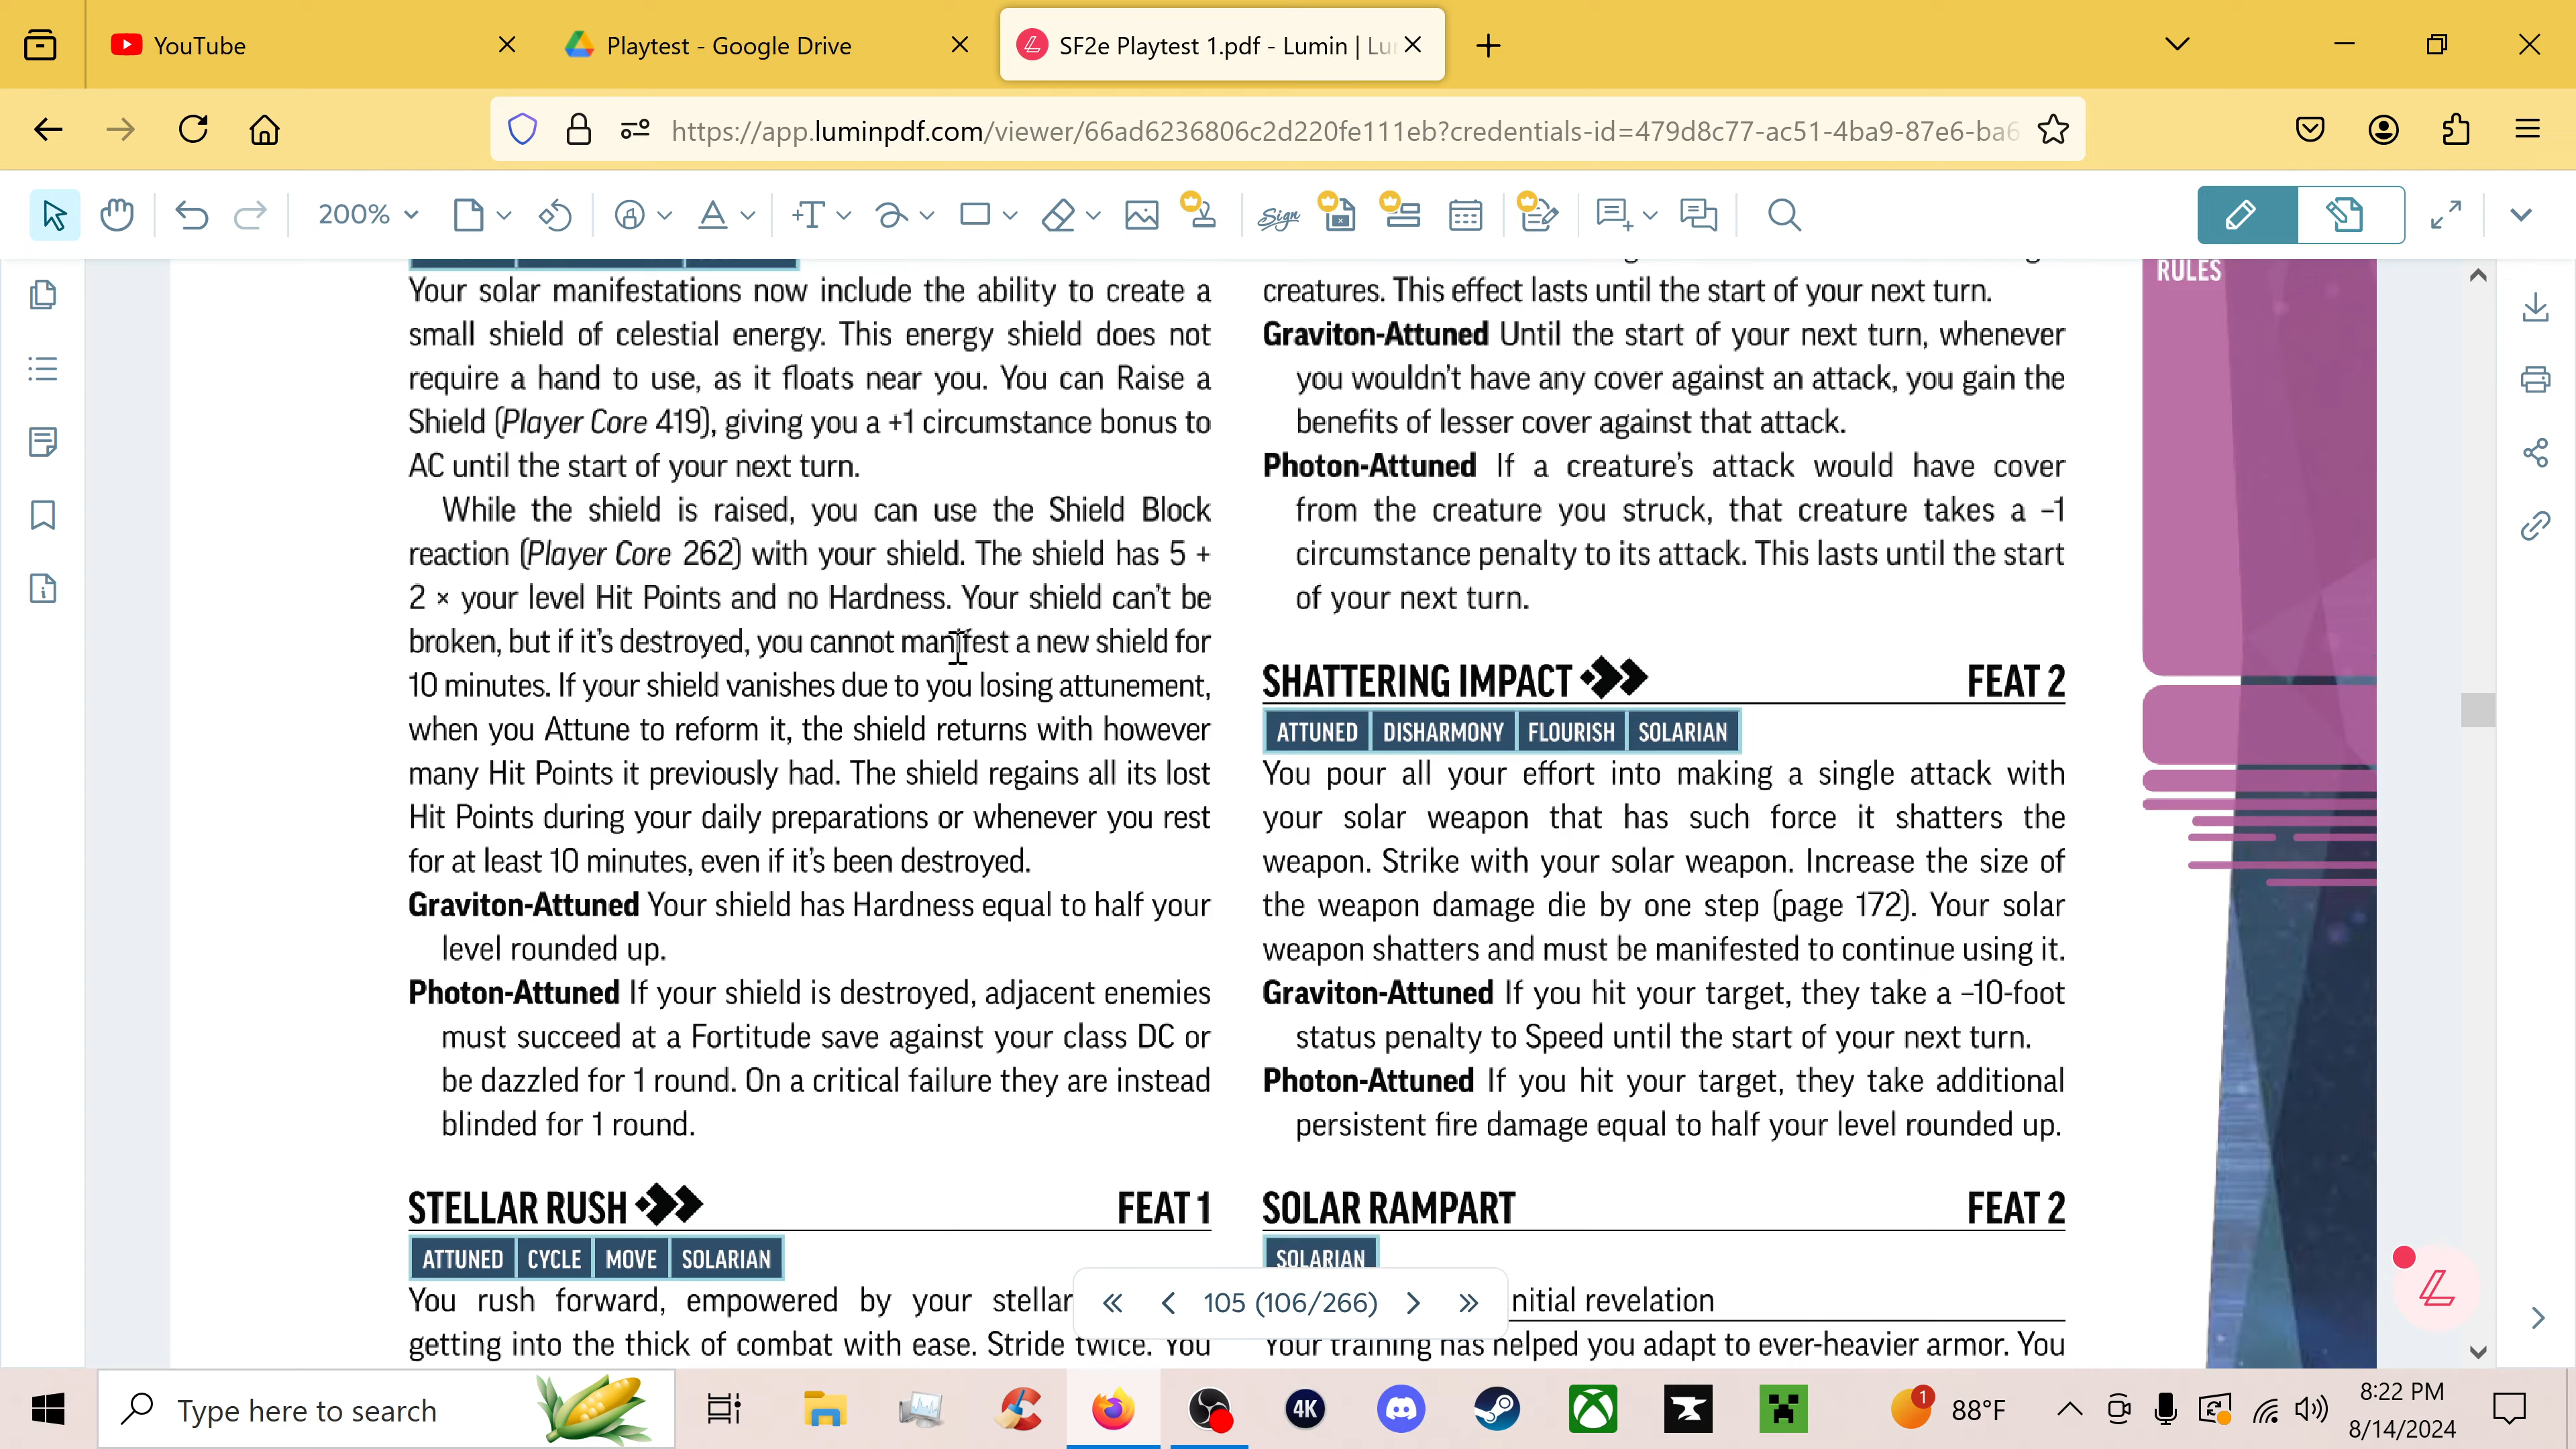 YouTube
Playtest - Google Drive
SF2e Playtest 1.pdf - Lumin | Lu
https://app.luminpdf.com/viewer/66ad6236806c2d220fe111eb?credentials-id=479d8c77-ac51-4ba9-87e6-ba6
200%
Sign
Your solar manifestations now include the ability to create a
small shield of celestial energy. This energy shield does not
require a hand to use, as it floats near you. You can Raise a
Shield (Player Core 419), giving you a +1 circumstance bonus to
AC until the start of your next turn.
While the shield is raised, you can use the Shield Block
reaction (Player Core 262) with your shield. The shield has 5 +
2 × your level Hit Points and no Hardness. Your shield can't be
broken, but if it's destroyed, you cannot manifest a new shield for
10 minutes. If your shield vanishes due to you losing attunement,
when you Attune to reform it, the shield returns with however
many Hit Points it previously had. The shield regains all its lost
Hit Points during your daily preparations or whenever you rest
for at least 10 minutes, even if it's been destroyed.
Graviton-Attuned Your shield has Hardness equal to half your
level rounded up.
Photon-Attuned If your shield is destroyed, adjacent enemies
must succeed at a Fortitude save against your class DC or
be dazzled for 1 round. On a critical failure they are instead
blinded for 1 round.
STELLAR RUSH FEAT 1
ATTUNED CYCLE MOVE SOLARIAN
You rush forward, empowered by your stellar
getting into the thick of combat with ease. Stride twice. You
creatures. This effect lasts until the start of your next turn.
Graviton-Attuned Until the start of your next turn, whenever
you wouldn't have any cover against an attack, you gain the
benefits of lesser cover against that attack.
Photon-Attuned If a creature's attack would have cover
from the creature you struck, that creature takes a –1
circumstance penalty to its attack. This lasts until the start
of your next turn.
SHATTERING IMPACT FEAT 2
ATTUNED DISHARMONY FLOURISH SOLARIAN
You pour all your effort into making a single attack with
your solar weapon that has such force it shatters the
weapon. Strike with your solar weapon. Increase the size of
the weapon damage die by one step (page 172). Your solar
weapon shatters and must be manifested to continue using it.
Graviton-Attuned If you hit your target, they take a –10-foot
status penalty to Speed until the start of your next turn.
Photon-Attuned If you hit your target, they take additional
persistent fire damage equal to half your level rounded up.
SOLAR RAMPART FEAT 2
SOLARIAN
nitial revelation
Your training has helped you adapt to ever-heavier armor. You
RULES
105 (106/266)
Type here to search
4K
1
88°F
8:22 PM
8/14/2024